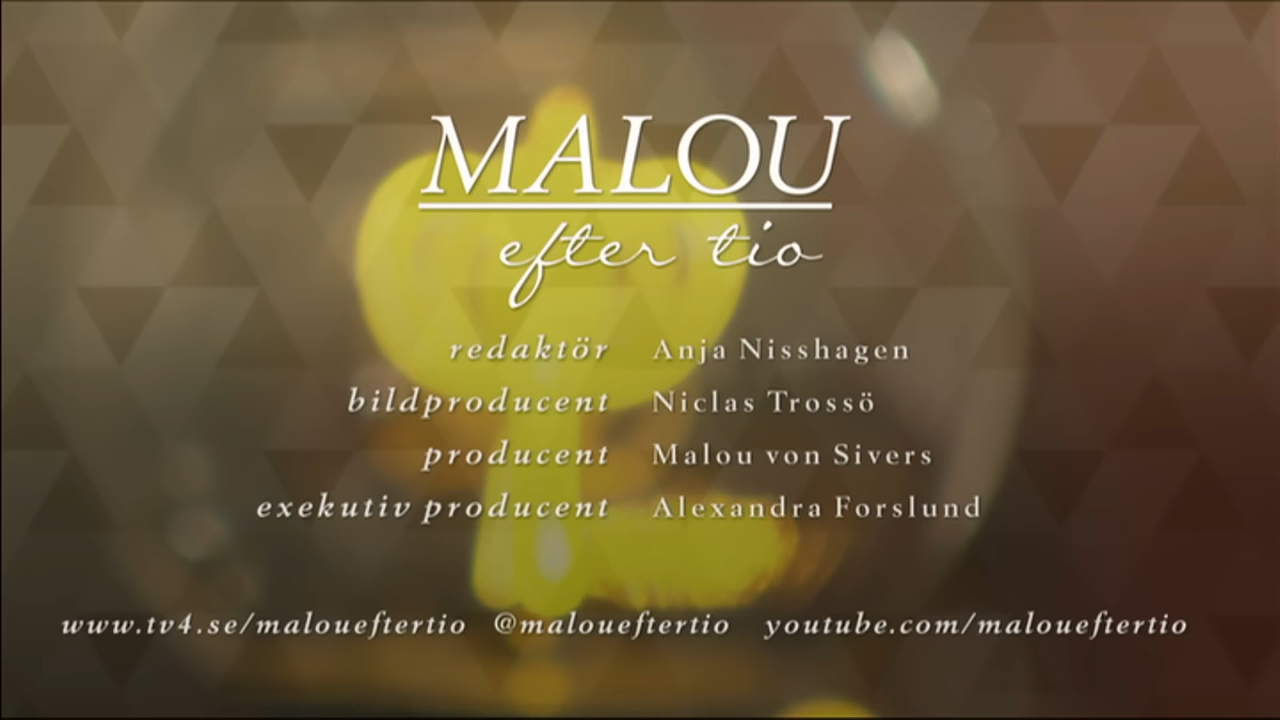 MALOU
efter tio
redaktör Anja Nisshagen
bildproducent Niclas Trossö
producent Malou von Sivers
exekutiv producent Alexandra Forslund
www.tv4.se/maloueftertio @maloueftertio youtube.com/maloueftertio